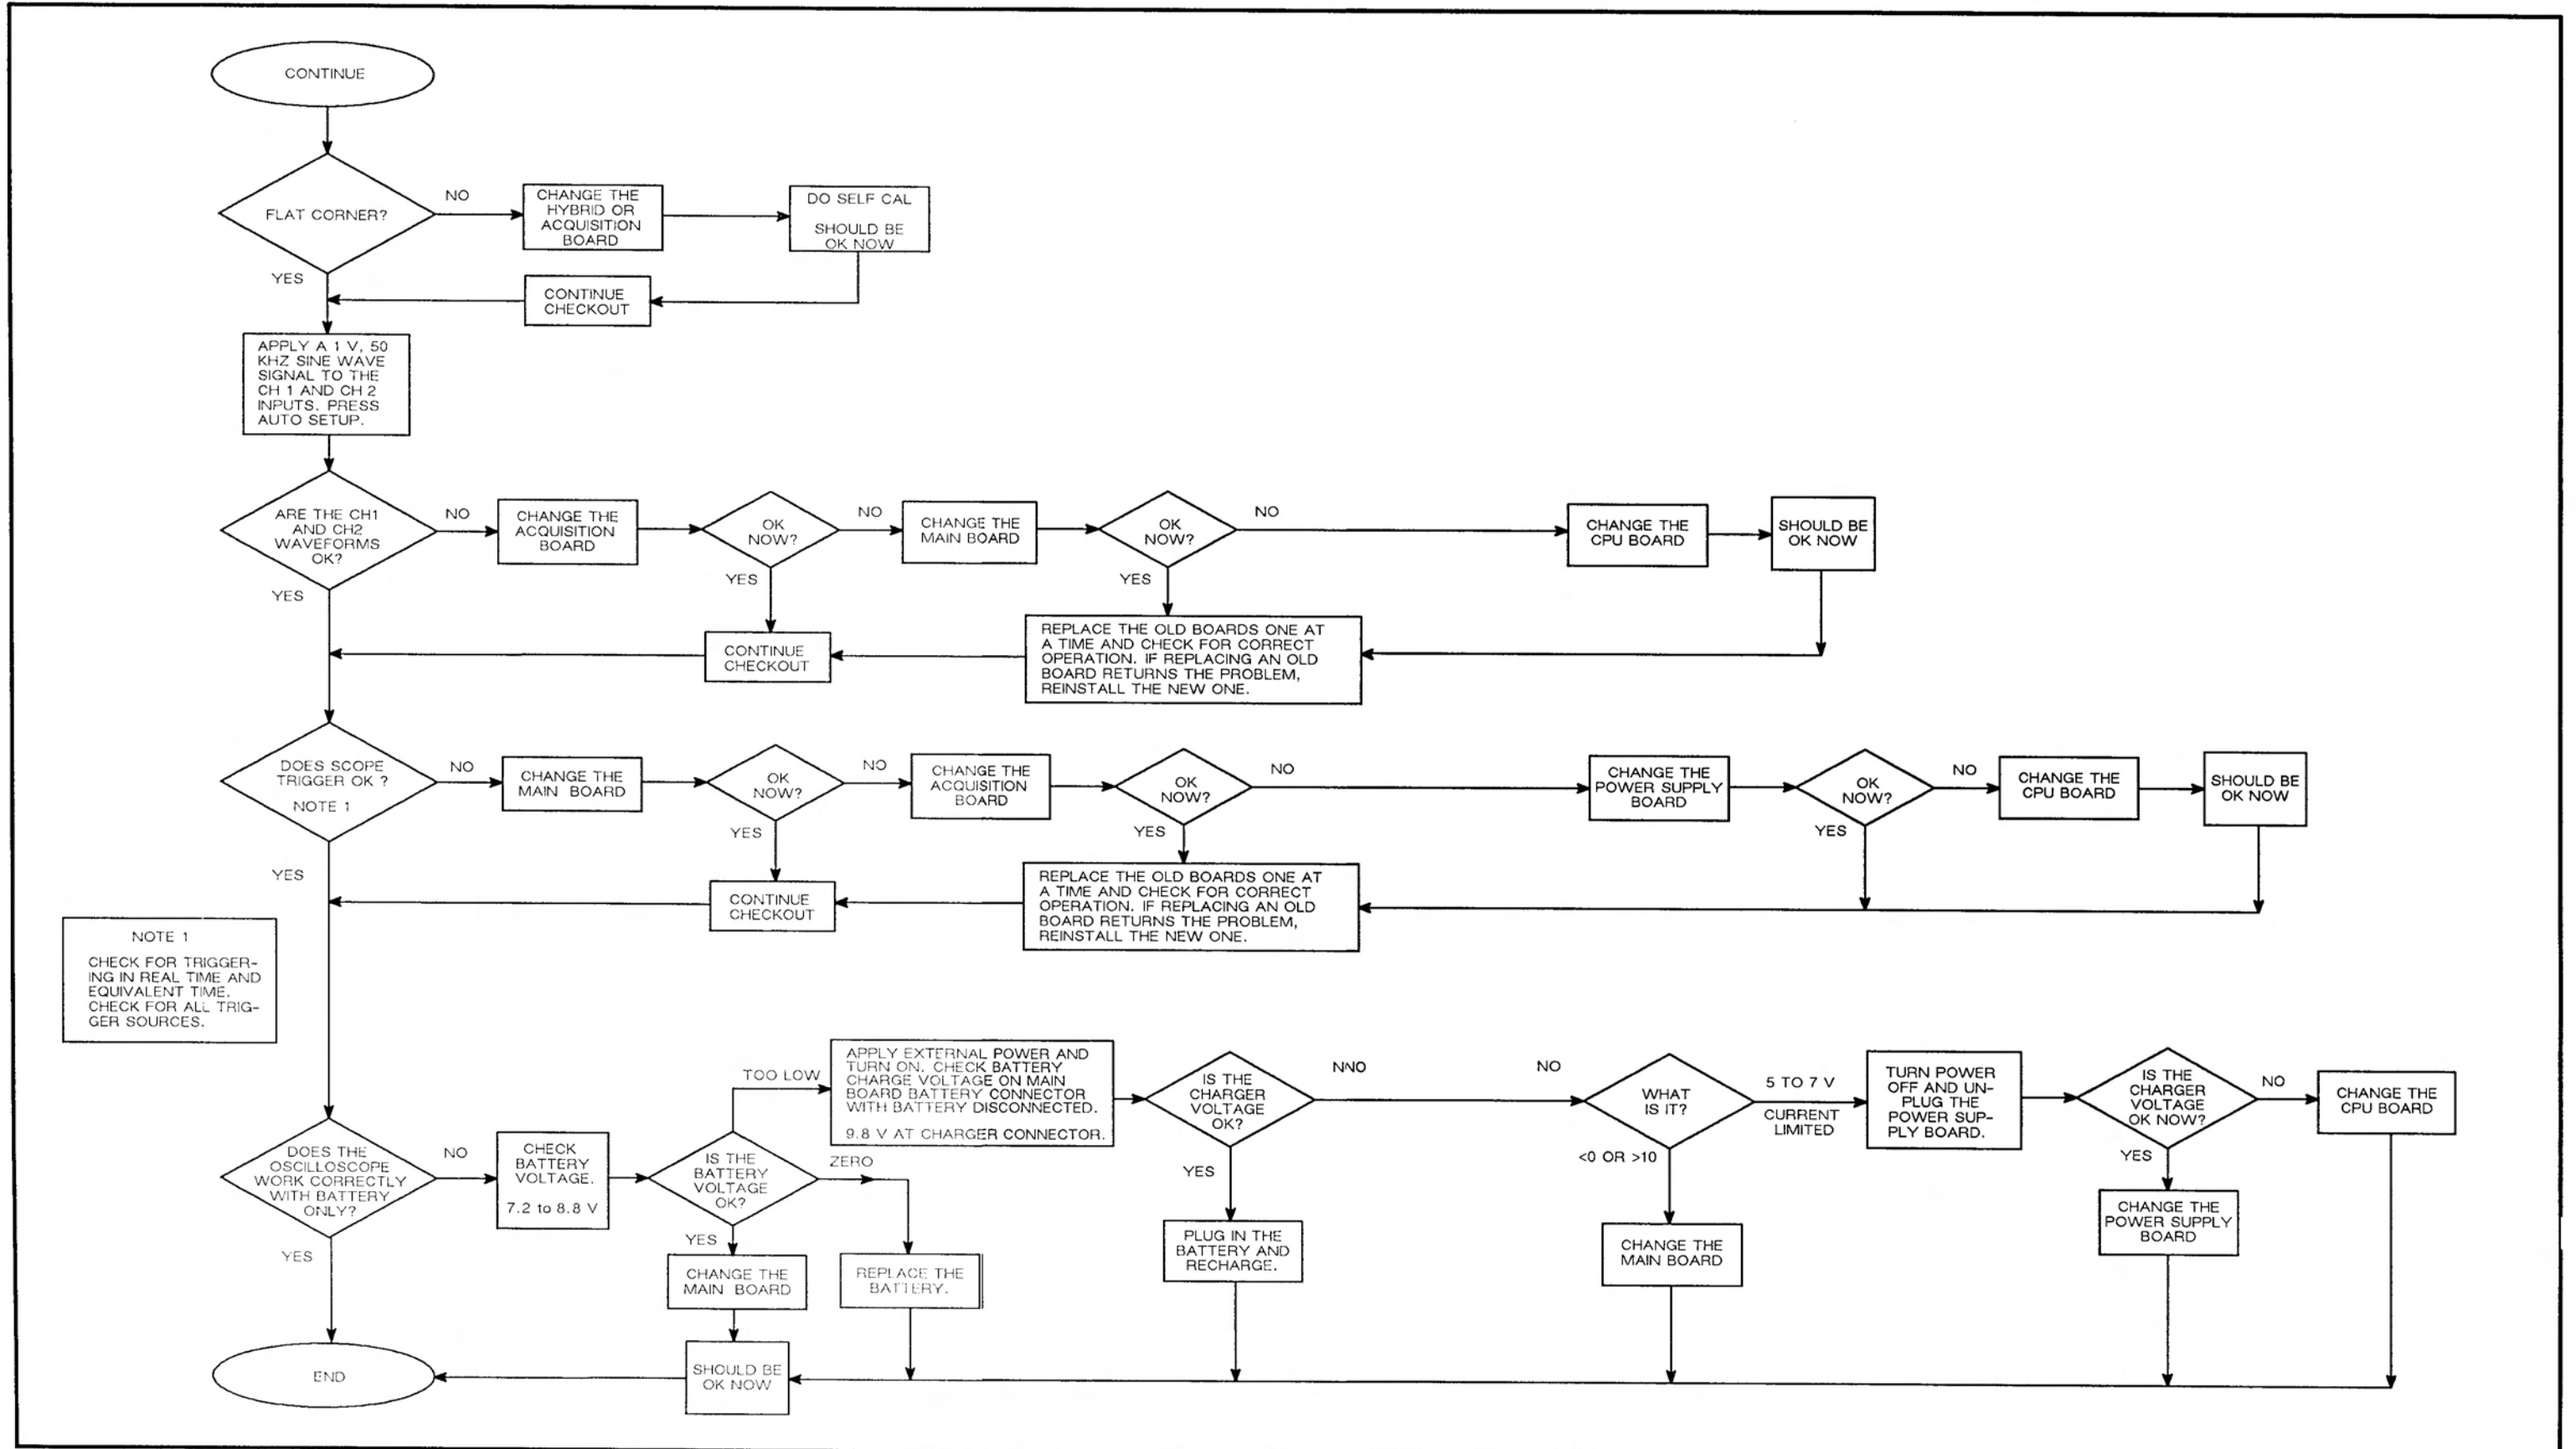 CONTINUE
FLAT CORNER?
NO
CHANGE THE
HYBRID OR
ACQUISITION
BOARD
DO SELF CAL
SHOULD BE
OK NOW
YES
CONTINUE
CHECKOUT
APPLY A 1 V, 50
KHZ SINE WAVE
SIGNAL TO THE
CH 1 AND CH 2
INPUTS. PRESS
AUTO SETUP.
ARE THE CH1
AND CH2
WAVEFORMS
OK?
NO
CHANGE THE
ACQUISITION
BOARD
OK
NOW?
NO
CHANGE THE
MAIN BOARD
OK
NOW?
NO
CHANGE THE
CPU BOARD
SHOULD BE
OK NOW
YES
YES
YES
CONTINUE
CHECKOUT
REPLACE THE OLD BOARDS ONE AT
A TIME AND CHECK FOR CORRECT
OPERATION. IF REPLACING AN OLD
BOARD RETURNS THE PROBLEM,
REINSTALL THE NEW ONE.
DOES SCOPE
TRIGGER OK ?
NOTE 1
NO
CHANGE THE
MAIN BOARD
OK
NOW?
NO
CHANGE THE
ACQUISITION
BOARD
OK
NOW?
NO
CHANGE THE
POWER SUPPLY
BOARD
OK
NOW?
NO
CHANGE THE
CPU BOARD
SHOULD BE
OK NOW
YES
YES
YES
YES
CONTINUE
CHECKOUT
REPLACE THE OLD BOARDS ONE AT
A TIME AND CHECK FOR CORRECT
OPERATION. IF REPLACING AN OLD
BOARD RETURNS THE PROBLEM,
REINSTALL THE NEW ONE.
NOTE 1
CHECK FOR TRIGGER-
ING IN REAL TIME AND
EQUIVALENT TIME.
CHECK FOR ALL TRIG-
GER SOURCES.
DOES THE
OSCILLOSCOPE
WORK CORRECTLY
WITH BATTERY
ONLY?
NO
CHECK
BATTERY
VOLTAGE.
7.2 to 8.8 V
IS THE
BATTERY
VOLTAGE
OK?
TOO LOW
APPLY EXTERNAL POWER AND
TURN ON. CHECK BATTERY
CHARGE VOLTAGE ON MAIN
BOARD BATTERY CONNECTOR
WITH BATTERY DISCONNECTED.
9.8 V AT CHARGER CONNECTOR.
ZERO
IS THE
CHARGER
VOLTAGE
OK?
NNO
NO
WHAT
IS IT?
5 TO 7 V
CURRENT
LIMITED
TURN POWER
OFF AND UN-
PLUG THE
POWER SUP-
PLY BOARD.
IS THE
CHARGER
VOLTAGE
OK NOW?
NO
CHANGE THE
CPU BOARD
YES
YES
YES
<0 OR >10
YES
CHANGE THE
MAIN BOARD
REPLACE THE
BATTERY.
PLUG IN THE
BATTERY AND
RECHARGE.
CHANGE THE
MAIN BOARD
CHANGE THE
POWER SUPPLY
BOARD
END
SHOULD BE
OK NOW